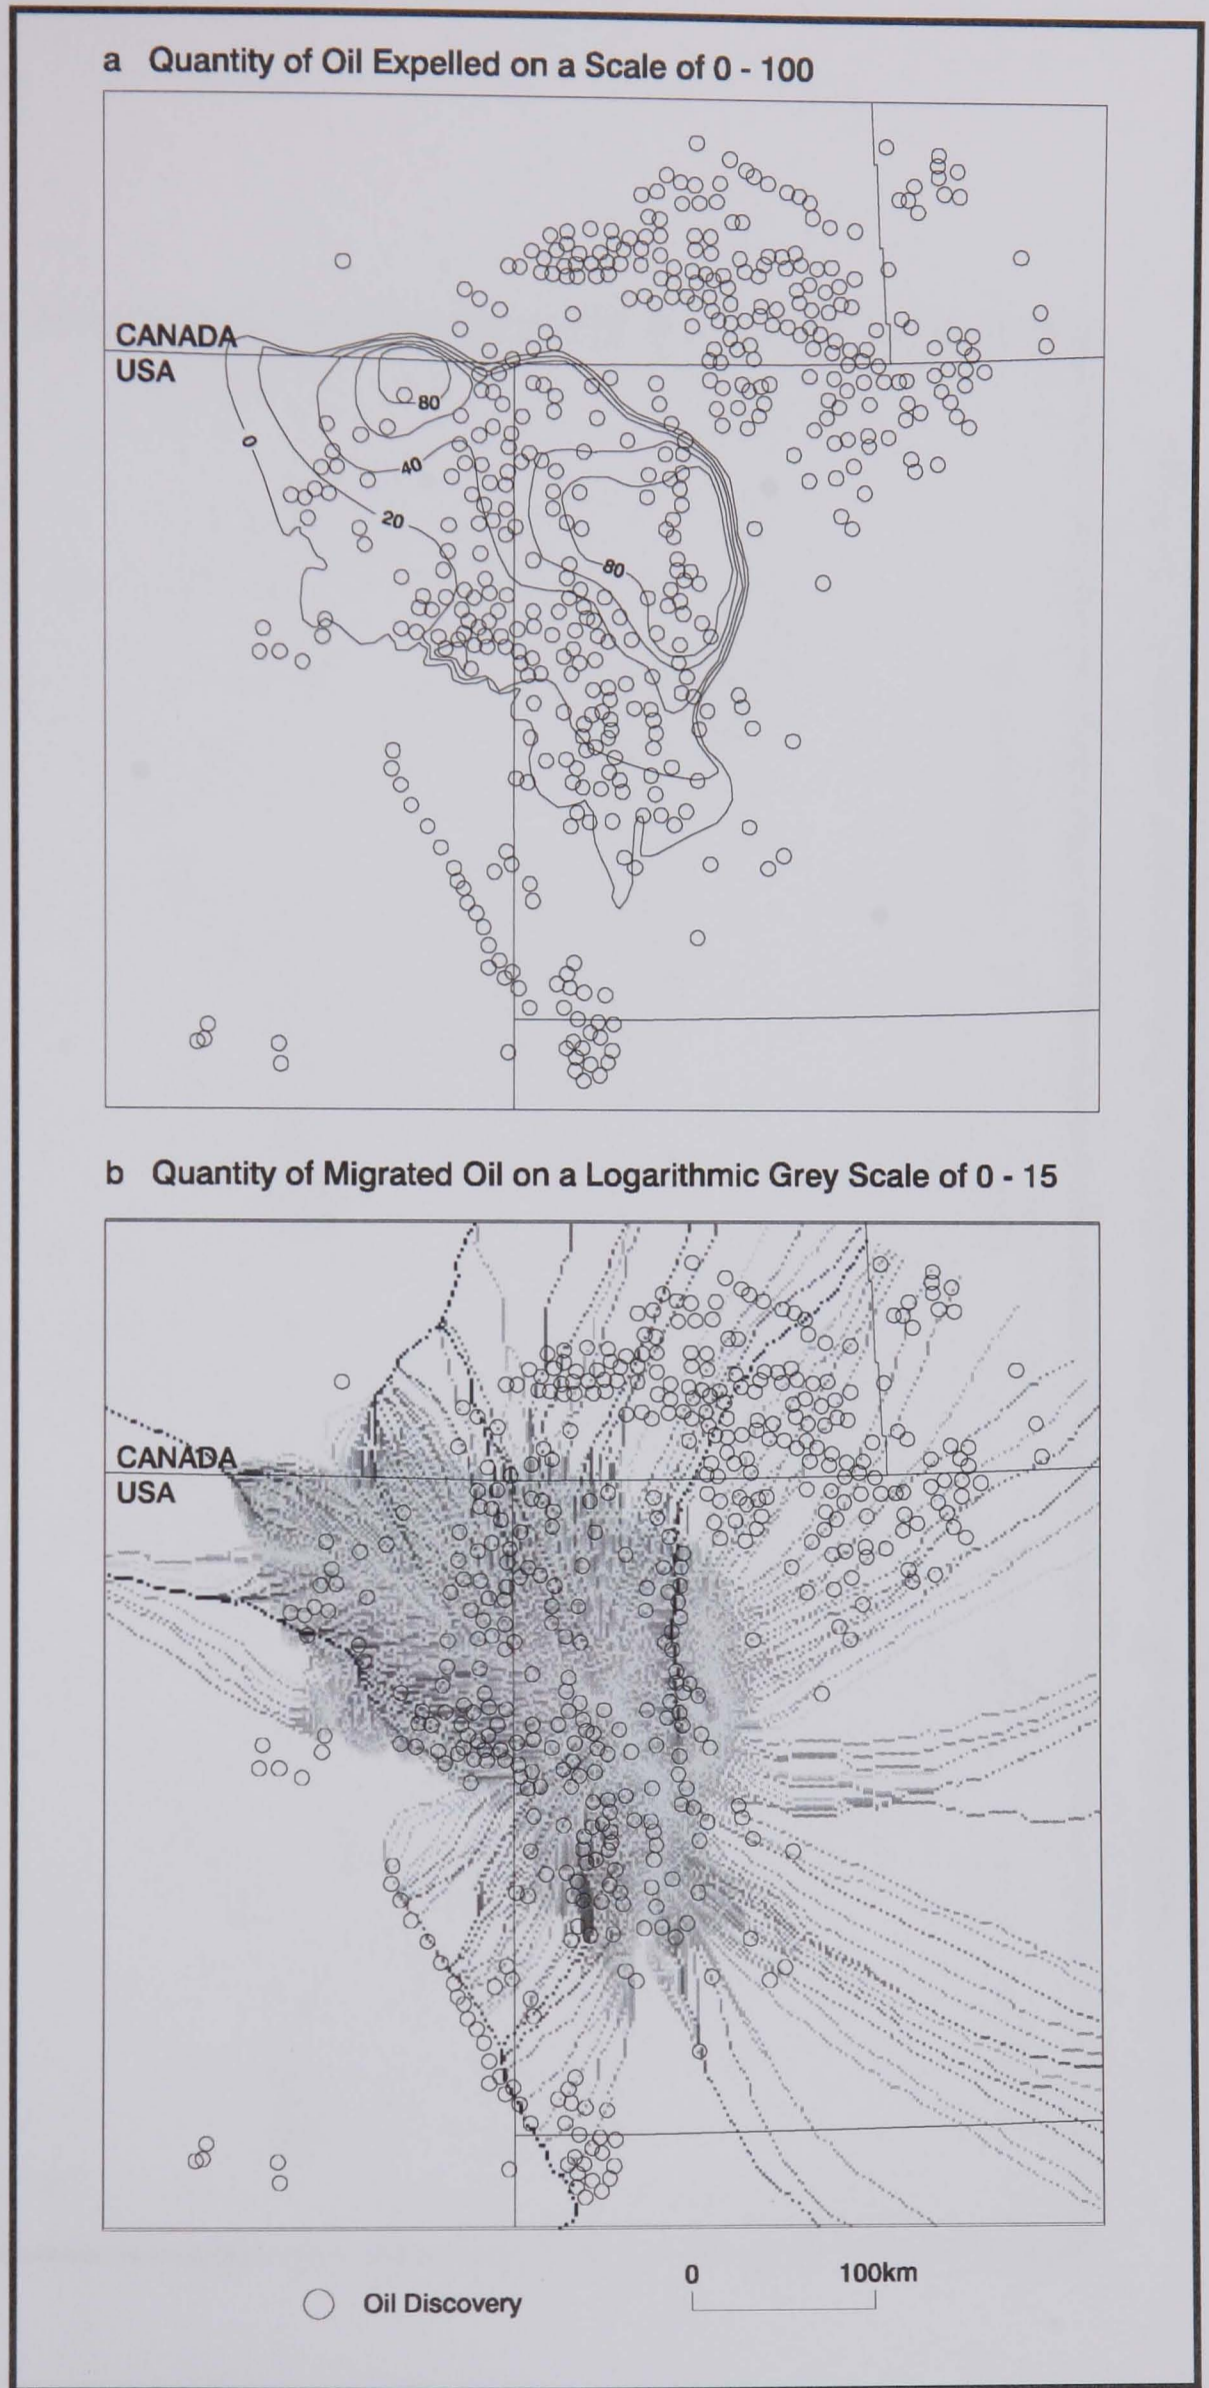 a Quantity of Oil Expelled on a Scale of 0 - 100
CANADA
USA
80
0
40
20
80
b Quantity of Migrated Oil on a Logarithmic Grey Scale of 0 - 15
CANADA
USA
0 100km
Oil Discovery